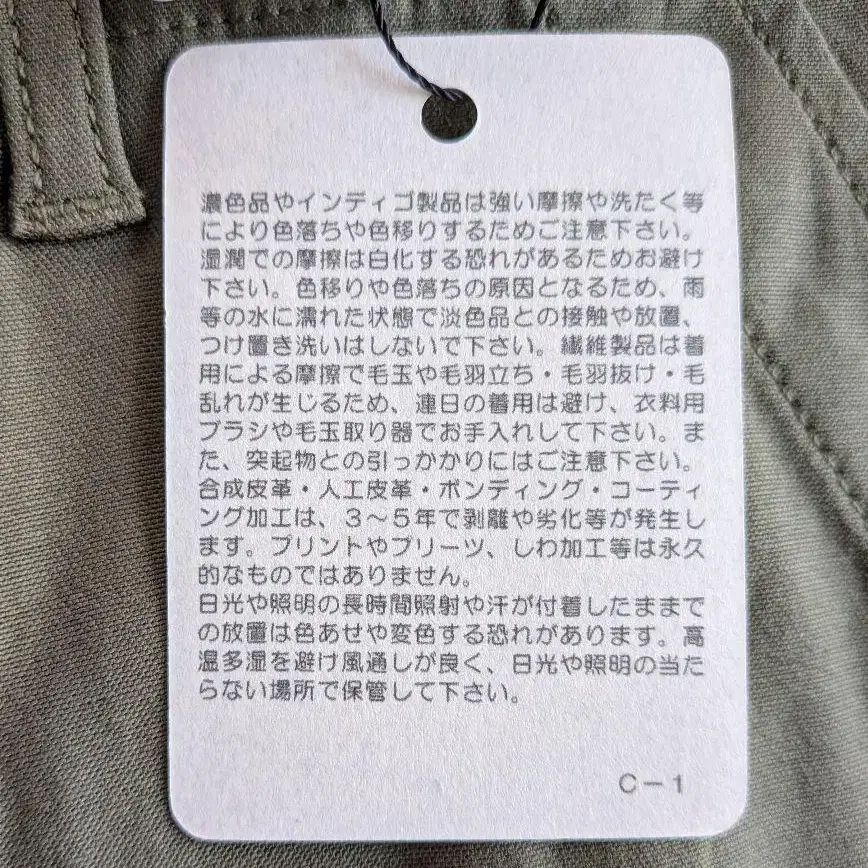 濃色品やインディゴ製品は強い摩擦や洗たく等
により色落ちや色移りするためご注意下さい。
湿潤での摩擦は白化する恐れがあるためお避け
下さい。色移りや色落ちの原因となるため、雨
等の水に濡れた状態で淡色品との接触や放置、
つけ置き洗いはしないで下さい。繊維製品は着
用による摩擦で毛玉や毛羽立ち・毛羽抜け・毛
乱れが生じるため、連日の着用は避け、衣料用
ブラシや毛玉取り器でお手入れして下さい。ま
た、突起物との引っかかりにはご注意下さい。
合成皮革・人工皮革・ボンディング・コーティ
ング加工は、３～５年で剥離や劣化等が発生し
ます。プリントやプリーツ、しわ加工等は永久
的なものではありません。
日光や照明の長時間照射や汗が付着したままで
の放置は色あせや変色する恐れがあります。高
温多湿を避け風通しが良く、日光や照明の当た
らない場所で保管して下さい。
C－1